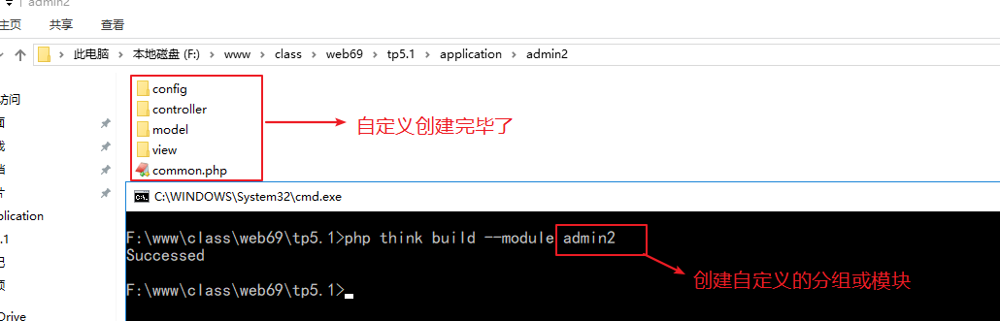 admin2
主页 共享 查看
此电脑 > 本地磁盘 (F:) > www > class > web69 > tp5.1 > application > admin2
访问
config
controller
面
自定义创建完毕了
model
view
档
common.php
片
C:\WINDOWS\System32\cmd.exe
plication
F:\www\class\web69\tp5.1>php think build --module admin2
.1
Successed
记
创建自定义的分组或模块
频
F:\www\class\web69\tp5.1>
Drive